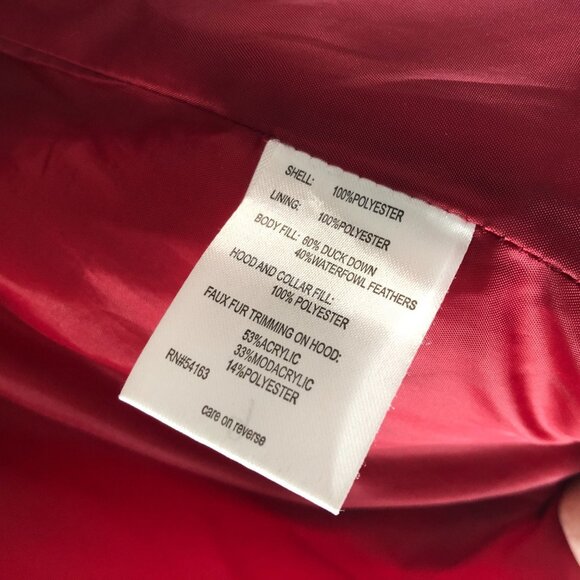 SHELL: 100%POLYESTER
LINING: 100%POLYESTER
BODY FILL: 60% DUCK DOWN
40%WATERFOWL FEATHERS
HOOD AND COLLAR FILL:
100% POLYESTER
FAUX FUR TRIMMING ON HOOD:
53%ACRYLIC
33%MODACRYLIC
14%POLYESTER
RN#54163
care on reverse